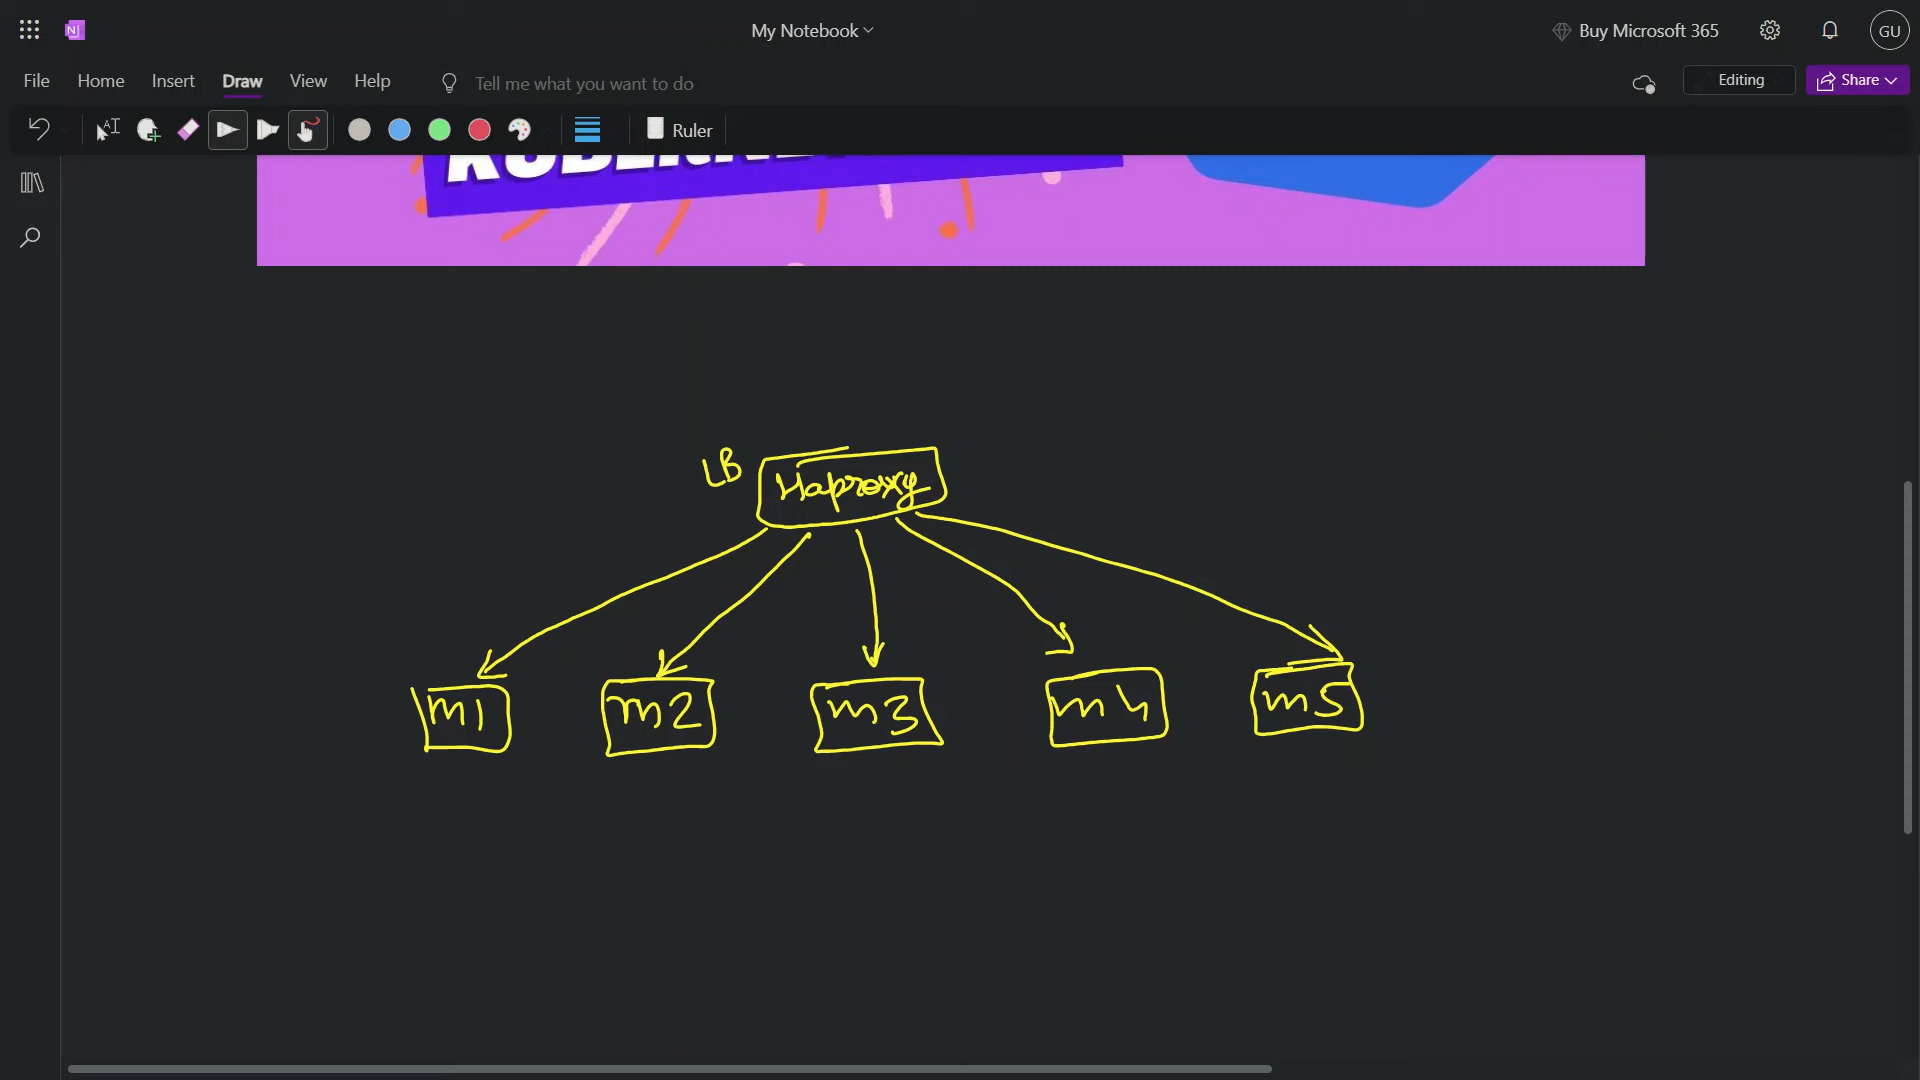 My Notebook
Buy Microsoft 365
GU
File Home Insert Draw View Help
Tell me what you want to do
Editing
Share
Ruler
LB
Haproxy
m1 m2 m3 m4 m5